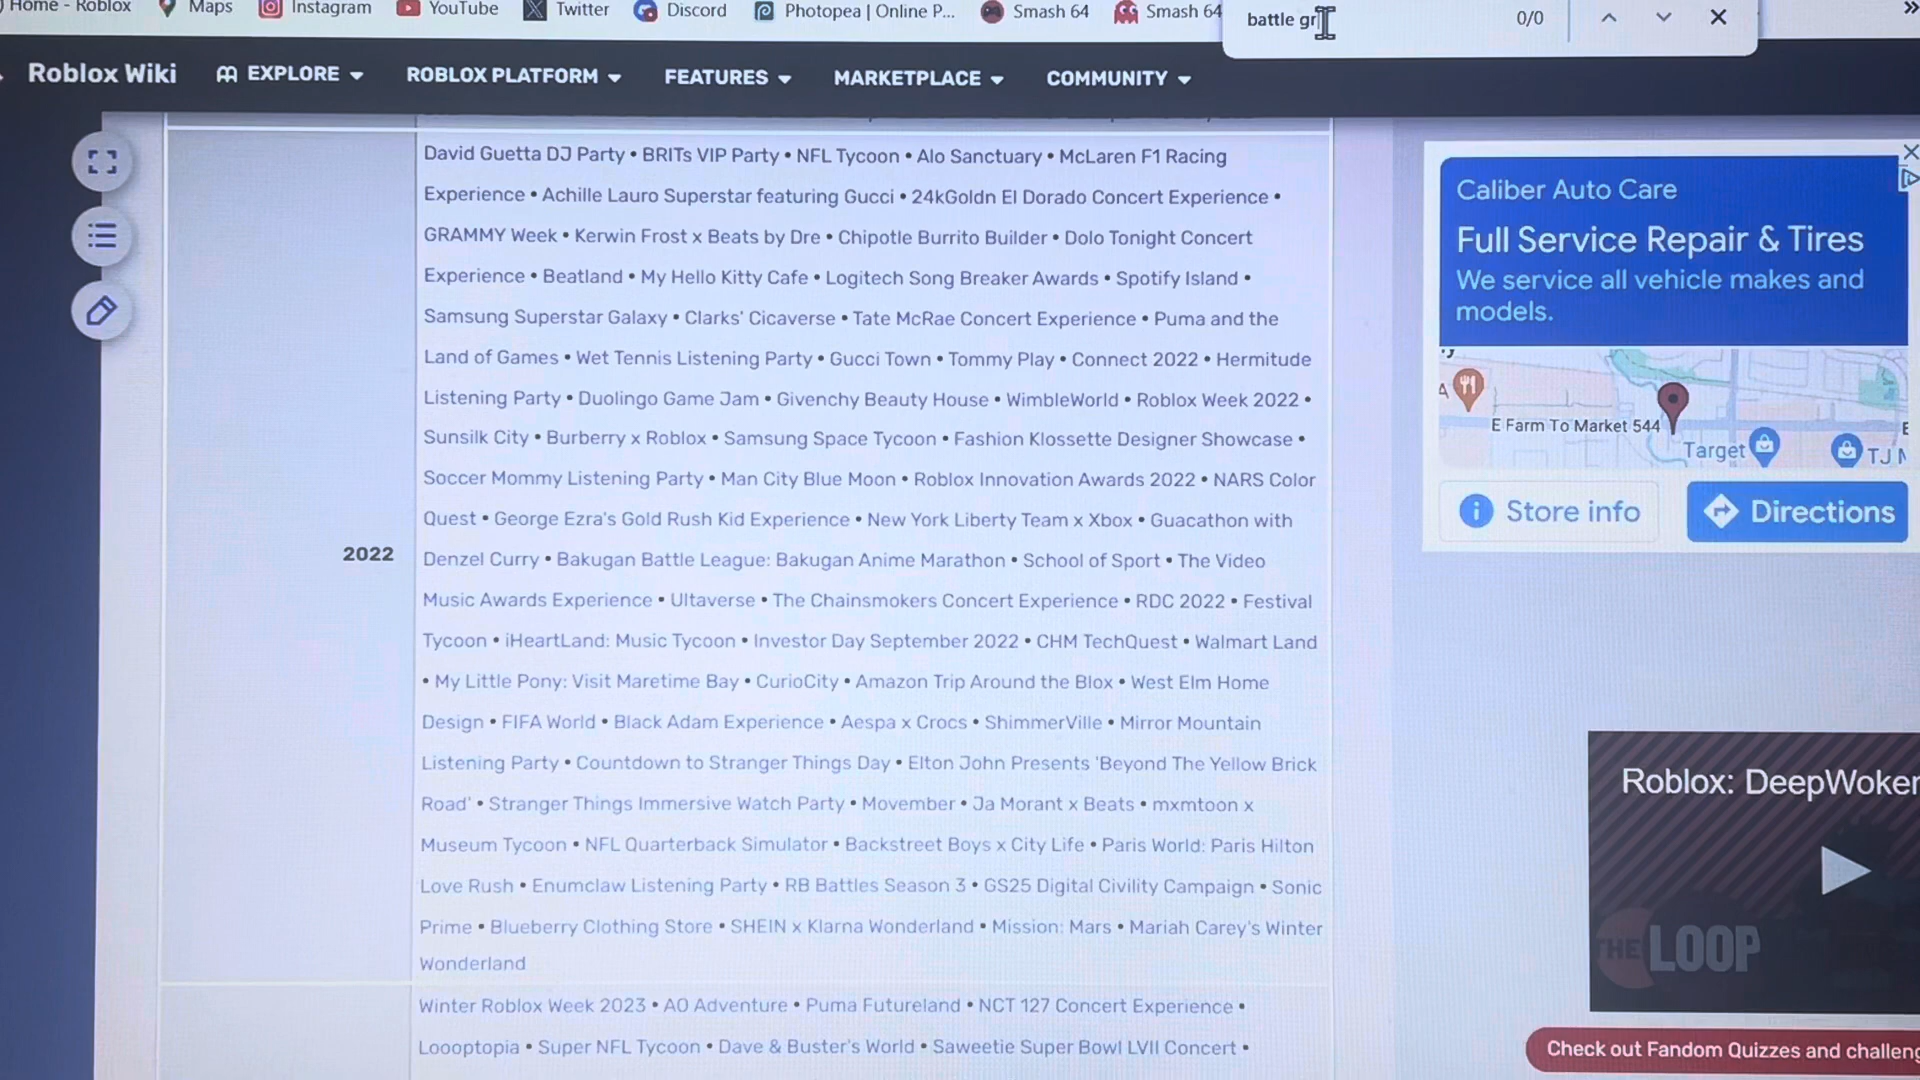 Home - Roblox Maps Instagram YouTube Twitter Discord Photopea | Online P... Smash 64 Smash 64
battle gr 0/0
Roblox Wiki EXPLORE ROBLOX PLATFORM FEATURES MARKETPLACE COMMUNITY
2022
David Guetta DJ Party • BRITs VIP Party • NFL Tycoon • Alo Sanctuary • McLaren F1 Racing
Experience • Achille Lauro Superstar featuring Gucci • 24kGoldn El Dorado Concert Experience •
GRAMMY Week • Kerwin Frost x Beats by Dre • Chipotle Burrito Builder • Dolo Tonight Concert
Experience • Beatland • My Hello Kitty Cafe • Logitech Song Breaker Awards • Spotify Island •
Samsung Superstar Galaxy • Clarks' Cicaverse • Tate McRae Concert Experience • Puma and the
Land of Games • Wet Tennis Listening Party • Gucci Town • Tommy Play • Connect 2022 • Hermitude
Listening Party • Duolingo Game Jam • Givenchy Beauty House • WimbleWorld • Roblox Week 2022 •
Sunsilk City • Burberry x Roblox • Samsung Space Tycoon • Fashion Klossette Designer Showcase •
Soccer Mommy Listening Party • Man City Blue Moon • Roblox Innovation Awards 2022 • NARS Color
Quest • George Ezra's Gold Rush Kid Experience • New York Liberty Team x Xbox • Guacathon with
Denzel Curry • Bakugan Battle League: Bakugan Anime Marathon • School of Sport • The Video
Music Awards Experience • Ultaverse • The Chainsmokers Concert Experience • RDC 2022 • Festival
Tycoon • iHeartLand: Music Tycoon • Investor Day September 2022 • CHM TechQuest • Walmart Land
• My Little Pony: Visit Maretime Bay • CurioCity • Amazon Trip Around the Blox • West Elm Home
Design • FIFA World • Black Adam Experience • Aespa x Crocs • ShimmerVille • Mirror Mountain
Listening Party • Countdown to Stranger Things Day • Elton John Presents 'Beyond The Yellow Brick
Road' • Stranger Things Immersive Watch Party • Movember • Ja Morant x Beats • mxmtoon x
Museum Tycoon • NFL Quarterback Simulator • Backstreet Boys x City Life • Paris World: Paris Hilton
Love Rush • Enumclaw Listening Party • RB Battles Season 3 • GS25 Digital Civility Campaign • Sonic
Prime • Blueberry Clothing Store • SHEIN x Klarna Wonderland • Mission: Mars • Mariah Carey's Winter
Wonderland
Winter Roblox Week 2023 • AO Adventure • Puma Futureland • NCT 127 Concert Experience •
Loooptopia • Super NFL Tycoon • Dave & Buster's World • Saweetie Super Bowl LVII Concert •
Caliber Auto Care
Full Service Repair & Tires
We service all vehicle makes and
models.
E Farm To Market 544
Target
TJ
Store info
Directions
Roblox: DeepWoken
THE LOOP
Check out Fandom Quizzes and challeng